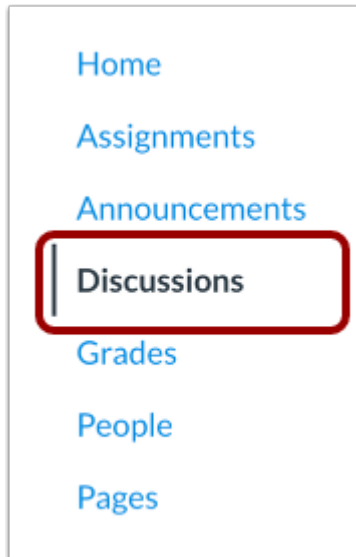 Home
Assignments
Announcements
Discussions
Grades
People
Pages